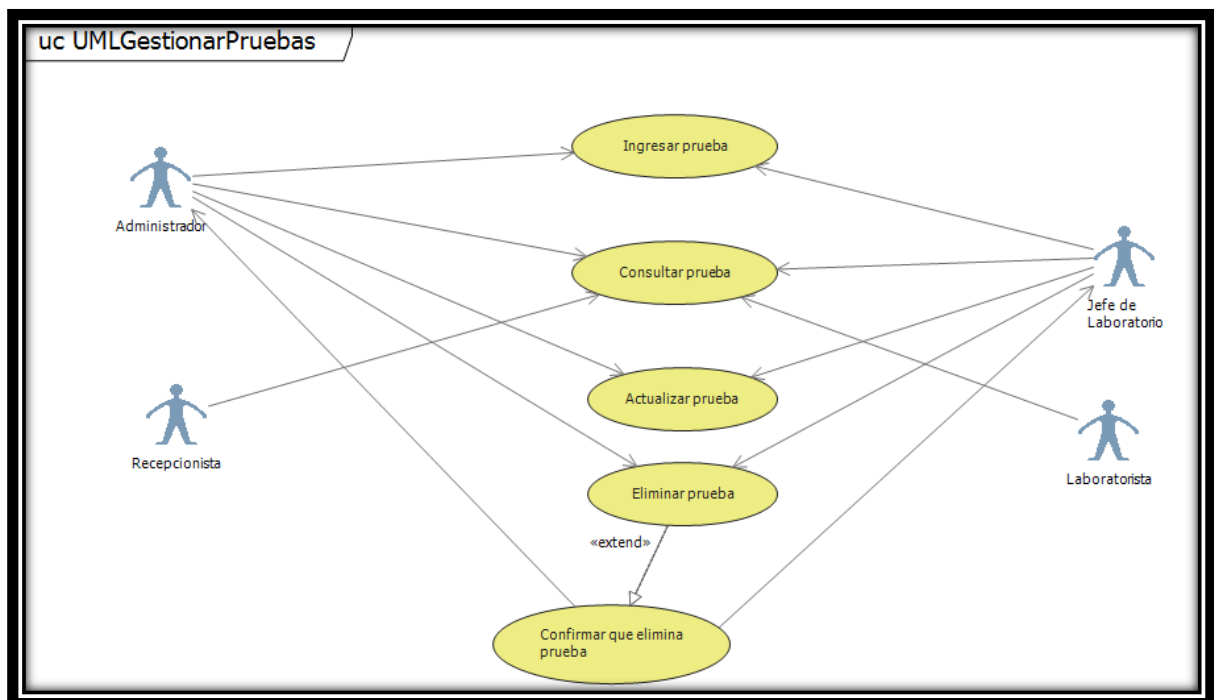 uc UMLGestionarPruebas
Ingresar prueba
Administrador
Consultar prueba
Jefe de
Laboratorio
Actualizar prueba
Recepcionista
Laboratorista
Eliminar prueba
«extend»
Confirmar que elimina
prueba